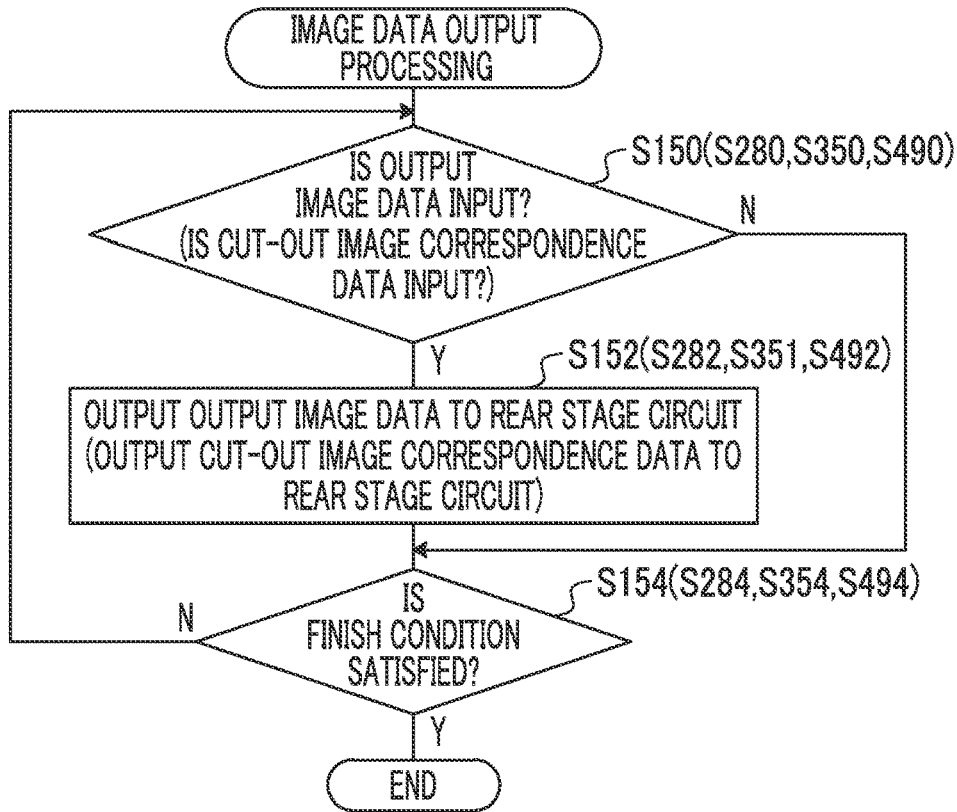 IMAGE DATA OUTPUT
PROCESSING
IS OUTPUT
IMAGE DATA INPUT?
(IS CUT-OUT IMAGE CORRESPONDENCE
DATA INPUT?)
S150(S280,S350,S490)
N
Y
S152(S282,S351,S492)
OUTPUT OUTPUT IMAGE DATA TO REAR STAGE CIRCUIT
(OUTPUT CUT-OUT IMAGE CORRESPONDENCE DATA TO
REAR STAGE CIRCUIT)
S154(S284,S354,S494)
N
IS
FINISH CONDITION
SATISFIED?
Y
END